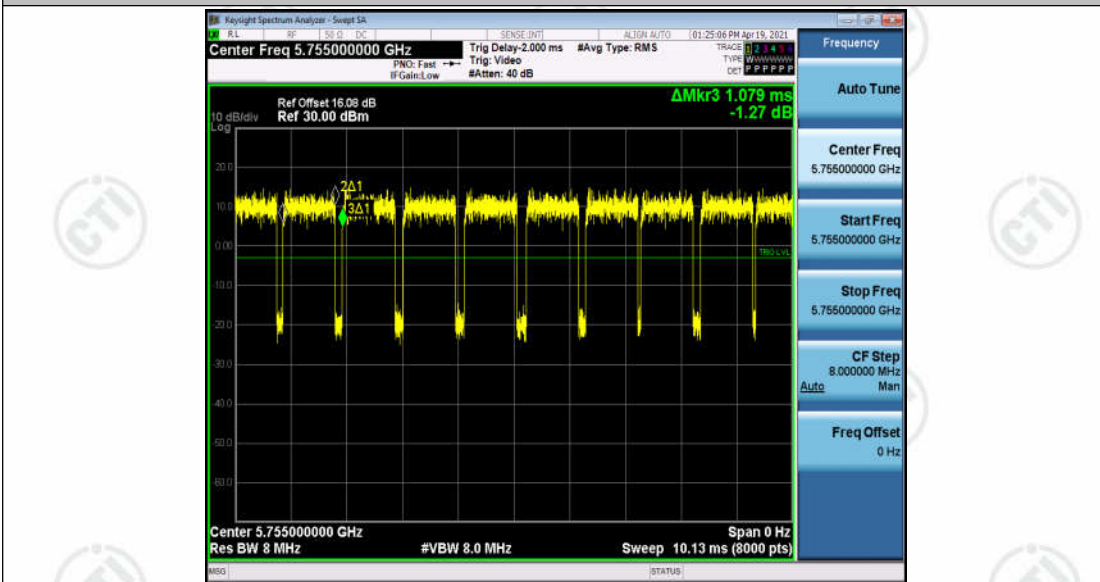 Keysight Spectrum Analyzer - Swept SA
RL RF 50 Ω DC SENSE:INT ALIGN AUTO 01:25:06 PM Apr 19, 2021
Center Freq 5.755000000 GHz
PNO: Fast
IFGain:Low
Trig Delay-2.000 ms
Trig: Video
#Atten: 40 dB
#Avg Type: RMS
TRACE 1 2 3 4 5 6
TYPE WWWWWW
DET P P P P P P
Frequency
Auto Tune
Center Freq
5.755000000 GHz
Start Freq
5.755000000 GHz
Stop Freq
5.755000000 GHz
CF Step
8.000000 MHz
Auto Man
Freq Offset
0 Hz
ΔMkr3 1.079 ms
-1.27 dB
Ref Offset 16.08 dB
10 dB/div Ref 30.00 dBm
Log
20.0
10.0
0.00
-10.0
-20.0
-30.0
-40.0
-50.0
-60.0
2Δ1
3Δ1
TRIG LVL
Center 5.755000000 GHz
Span 0 Hz
Res BW 8 MHz
#VBW 8.0 MHz
Sweep 10.13 ms (8000 pts)
MSG
STATUS
CTI
CTI